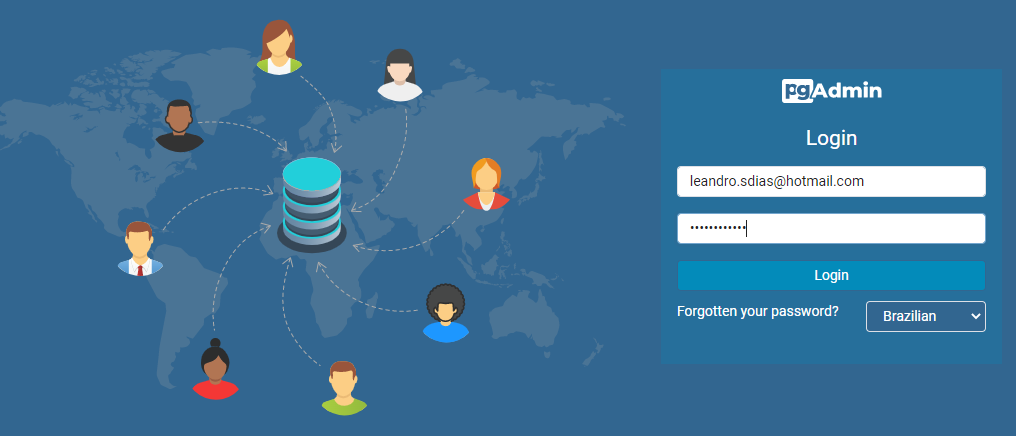 pgAdmin
Login
leandro.sdias@hotmail.com
••••••••••••
Login
Forgotten your password?
Brazilian